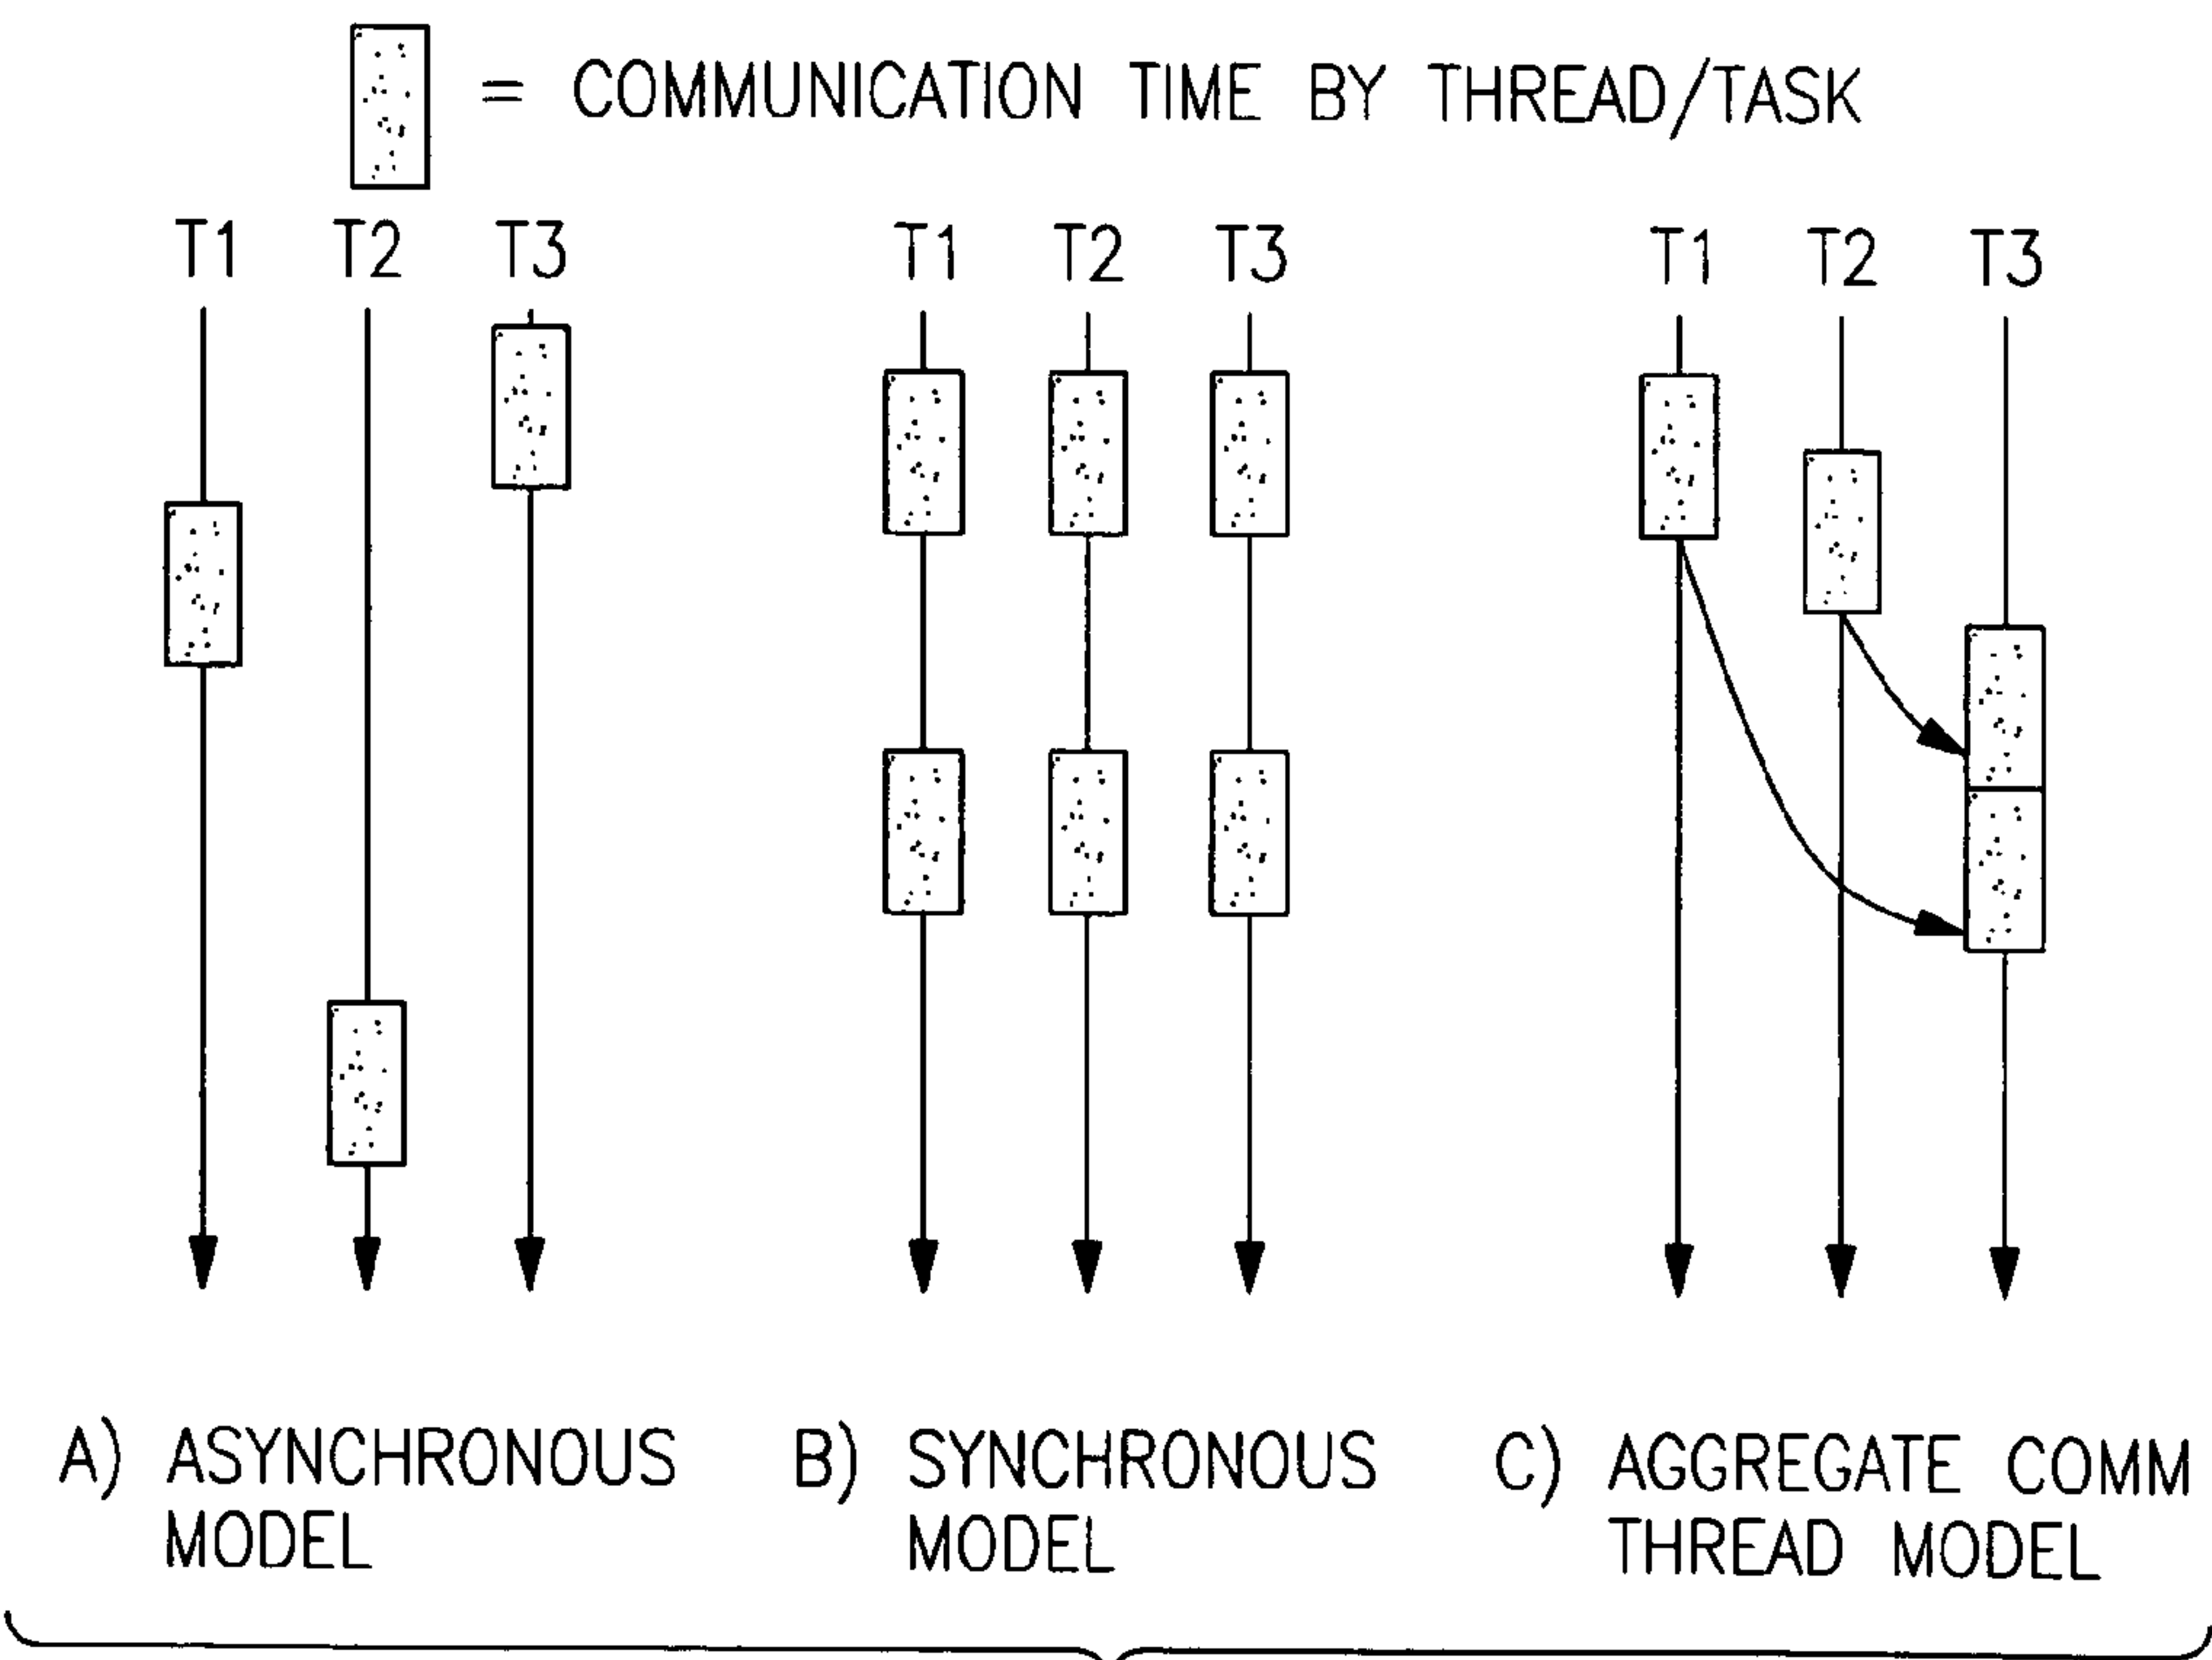 = COMMUNICATION TIME BY THREAD/TASK
T1 T2 T3 T1 T2 T3 T1 T2 T3
A) ASYNCHRONOUS MODEL
B) SYNCHRONOUS MODEL
C) AGGREGATE COMM THREAD MODEL